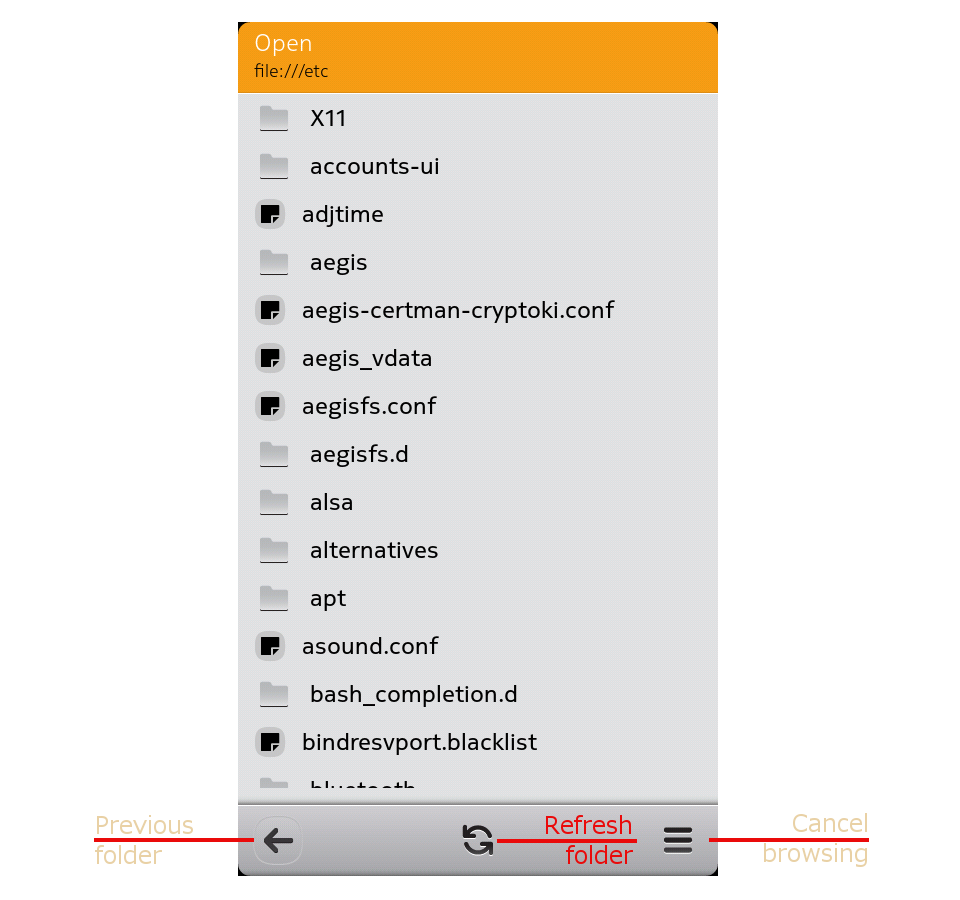 Open
file:///etc
X11
accounts-ui
adjtime
aegis
aegis-certman-cryptoki.conf
aegis_vdata
aegisfs.conf
aegisfs.d
alsa
alternatives
apt
asound.conf
bash_completion.d
bindresvport.blacklist
bluetooth
Previous
folder
Refresh
folder
Cancel
browsing